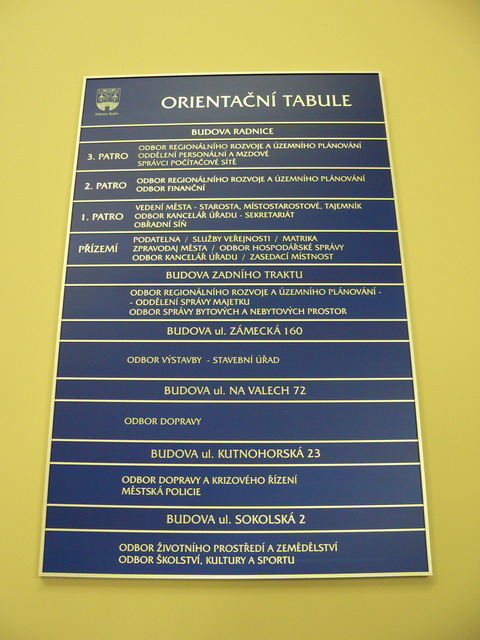 ORIENTAČNÍ TABULE
BUDOVA RADNICE
3. PATRO
ODBOR REGIONÁLNÍHO ROZVOJE A ÚZEMNÍHO PLÁNOVÁNÍ
ODDĚLENÍ PERSONÁLNÍ A MZDOVÉ
SPRÁVCI POČÍTAČOVÉ SÍTĚ
2. PATRO
ODBOR REGIONÁLNÍHO ROZVOJE A ÚZEMNÍHO PLÁNOVÁNÍ
ODBOR FINANČNÍ
1. PATRO
VEDENÍ MĚSTA - STAROSTA, MÍSTOSTAROSTOVÉ, TAJEMNÍK
ODBOR KANCELÁŘ ÚŘADU - SEKRETARIÁT
OBŘADNÍ SÍŇ
PŘÍZEMÍ
PODATELNA / SLUŽBY VEŘEJNOSTI / MATRIKA
ZPRAVODAJ MĚSTA / ODBOR HOSPODÁŘSKÉ SPRÁVY
ODBOR KANCELÁŘ ÚŘADU / ZASEDACÍ MÍSTNOST
BUDOVA ZADNÍHO TRAKTU
ODBOR REGIONÁLNÍHO ROZVOJE A ÚZEMNÍHO PLÁNOVÁNÍ -
- ODDĚLENÍ SPRÁVY MAJETKU
ODBOR SPRÁVY BYTOVÝCH A NEBYTOVÝCH PROSTOR
BUDOVA ul. ZÁMECKÁ 160
ODBOR VÝSTAVBY - STAVEBNÍ ÚŘAD
BUDOVA ul. NA VALECH 72
ODBOR DOPRAVY
BUDOVA ul. KUTNOHORSKÁ 23
ODBOR DOPRAVY A KRIZOVÉHO ŘÍZENÍ
MĚSTSKÁ POLICIE
BUDOVA ul. SOKOLSKÁ 2
ODBOR ŽIVOTNÍHO PROSTŘEDÍ A ZEMĚDĚLSTVÍ
ODBOR ŠKOLSTVÍ, KULTURY A SPORTU